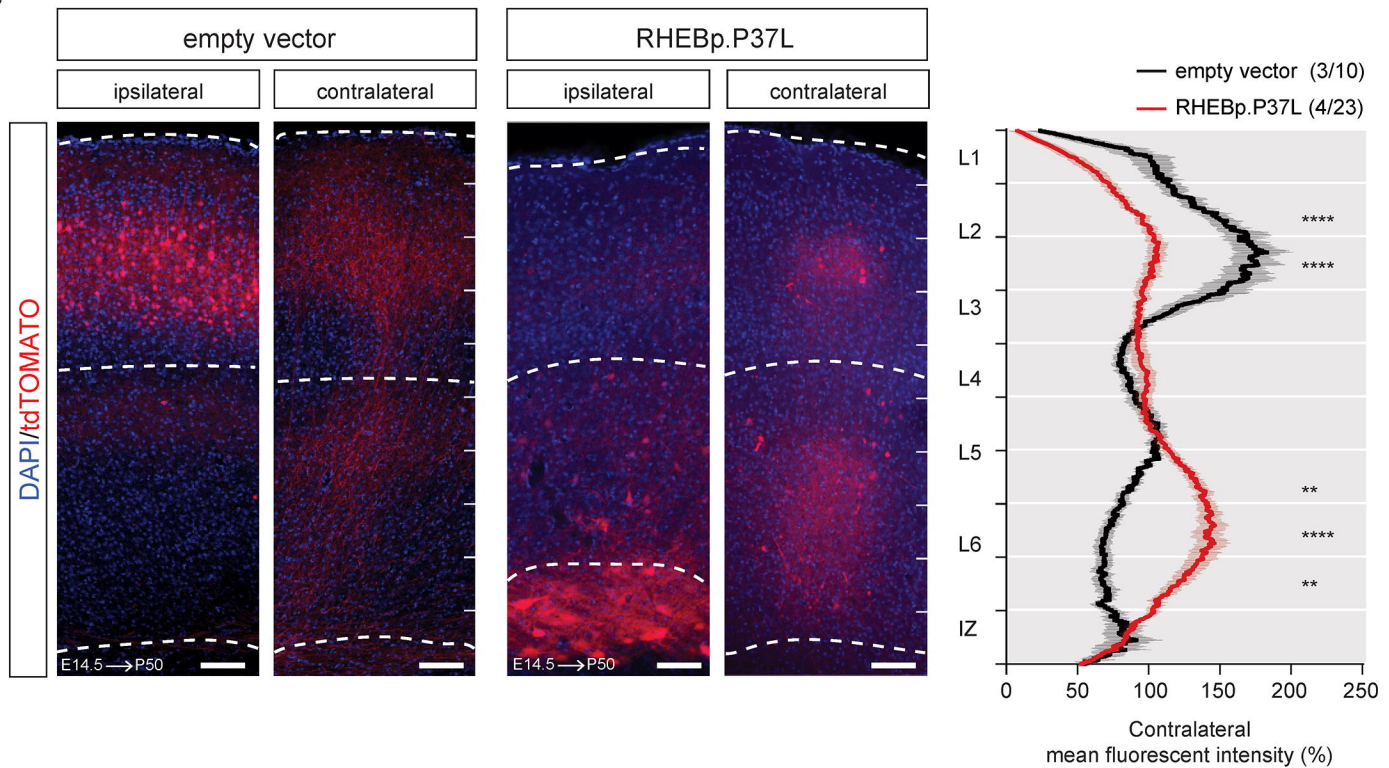 empty vector
RHEBp.P37L
ipsilateral
contralateral
ipsilateral
contralateral
DAPI/tdTOMATO
E14.5→P50
E14.5→P50
empty vector (3/10)
RHEBp.P37L (4/23)
L1
L2
L3
L4
L5
L6
IZ
****
****
**
****
**
0 50 100 150 200 250
Contralateral
mean fluorescent intensity (%)